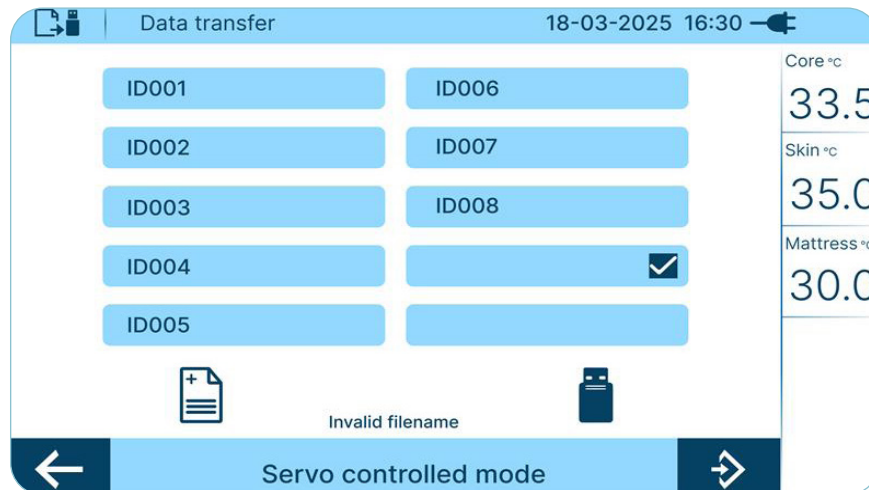 Data transfer
18-03-2025 16:30
ID001
ID002
ID003
ID004
ID005
ID006
ID007
ID008
Invalid filename
Servo controlled mode
Core °C
33.5
Skin °C
35.0
Mattress °C
30.0